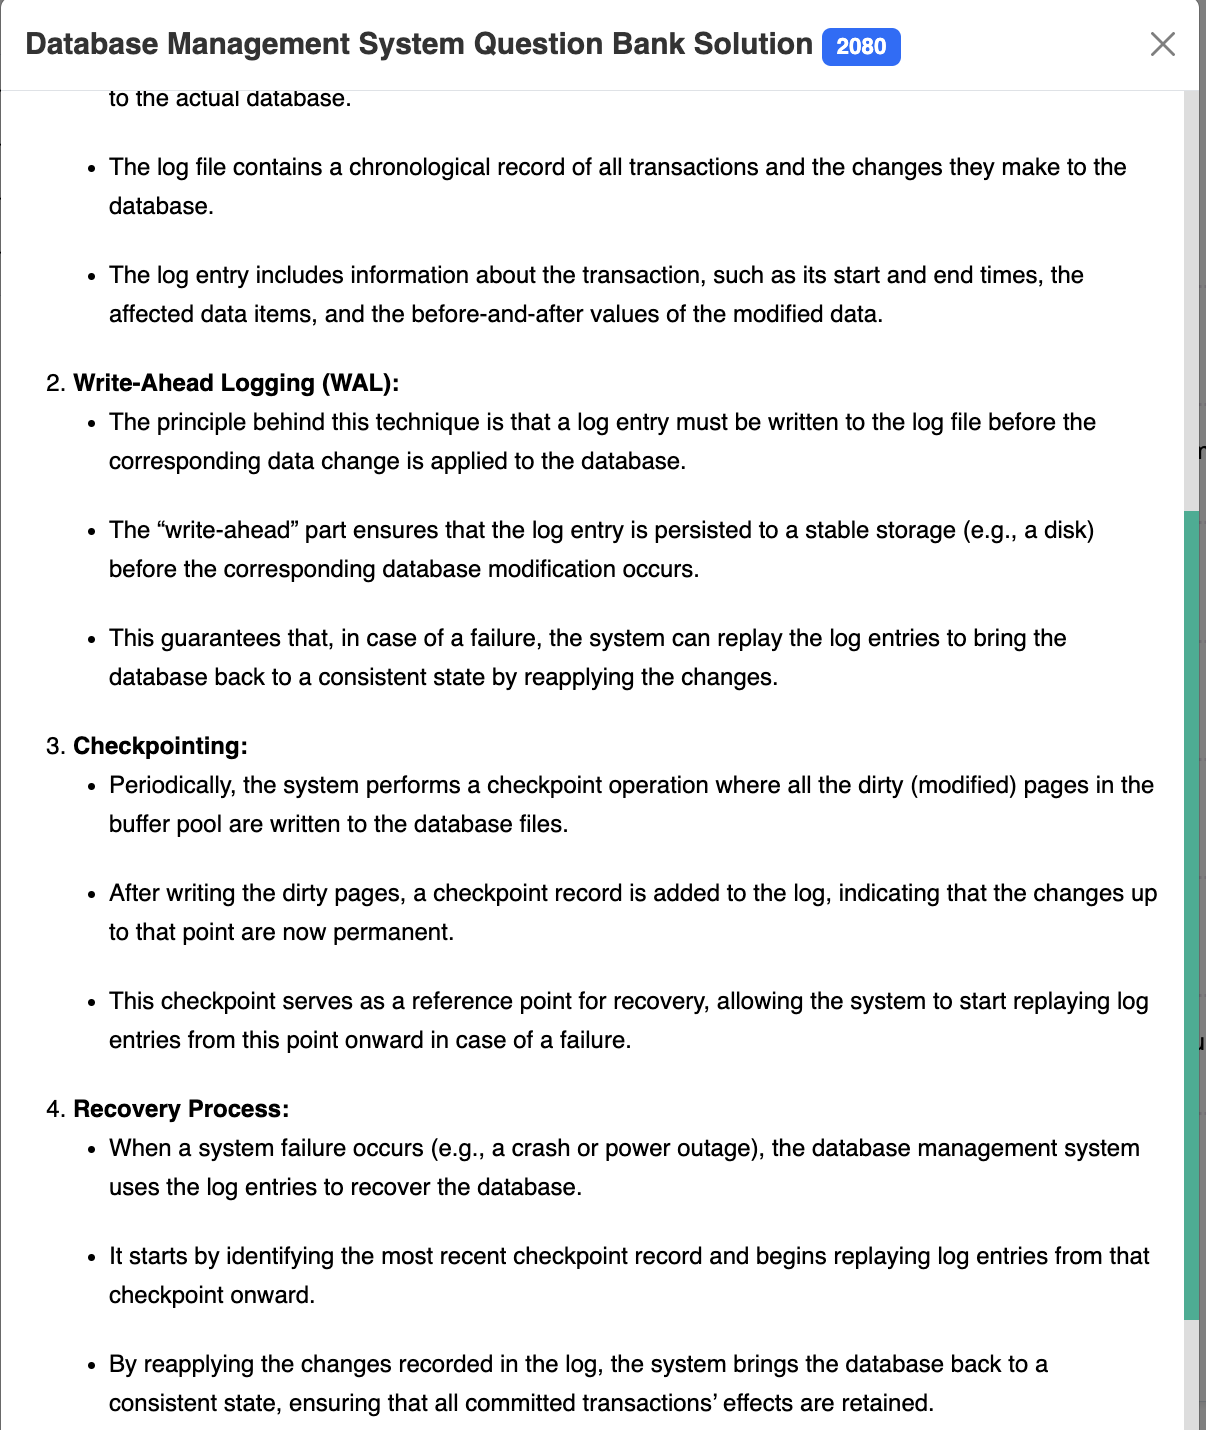 Database Management System Question Bank Solution 2080
to the actual database.
• The log file contains a chronological record of all transactions and the changes they make to the
database.
• The log entry includes information about the transaction, such as its start and end times, the
affected data items, and the before-and-after values of the modified data.
2. Write-Ahead Logging (WAL):
• The principle behind this technique is that a log entry must be written to the log file before the
corresponding data change is applied to the database.
• The “write-ahead” part ensures that the log entry is persisted to a stable storage (e.g., a disk)
before the corresponding database modification occurs.
• This guarantees that, in case of a failure, the system can replay the log entries to bring the
database back to a consistent state by reapplying the changes.
3. Checkpointing:
• Periodically, the system performs a checkpoint operation where all the dirty (modified) pages in the
buffer pool are written to the database files.
• After writing the dirty pages, a checkpoint record is added to the log, indicating that the changes up
to that point are now permanent.
• This checkpoint serves as a reference point for recovery, allowing the system to start replaying log
entries from this point onward in case of a failure.
4. Recovery Process:
• When a system failure occurs (e.g., a crash or power outage), the database management system
uses the log entries to recover the database.
• It starts by identifying the most recent checkpoint record and begins replaying log entries from that
checkpoint onward.
• By reapplying the changes recorded in the log, the system brings the database back to a
consistent state, ensuring that all committed transactions’ effects are retained.